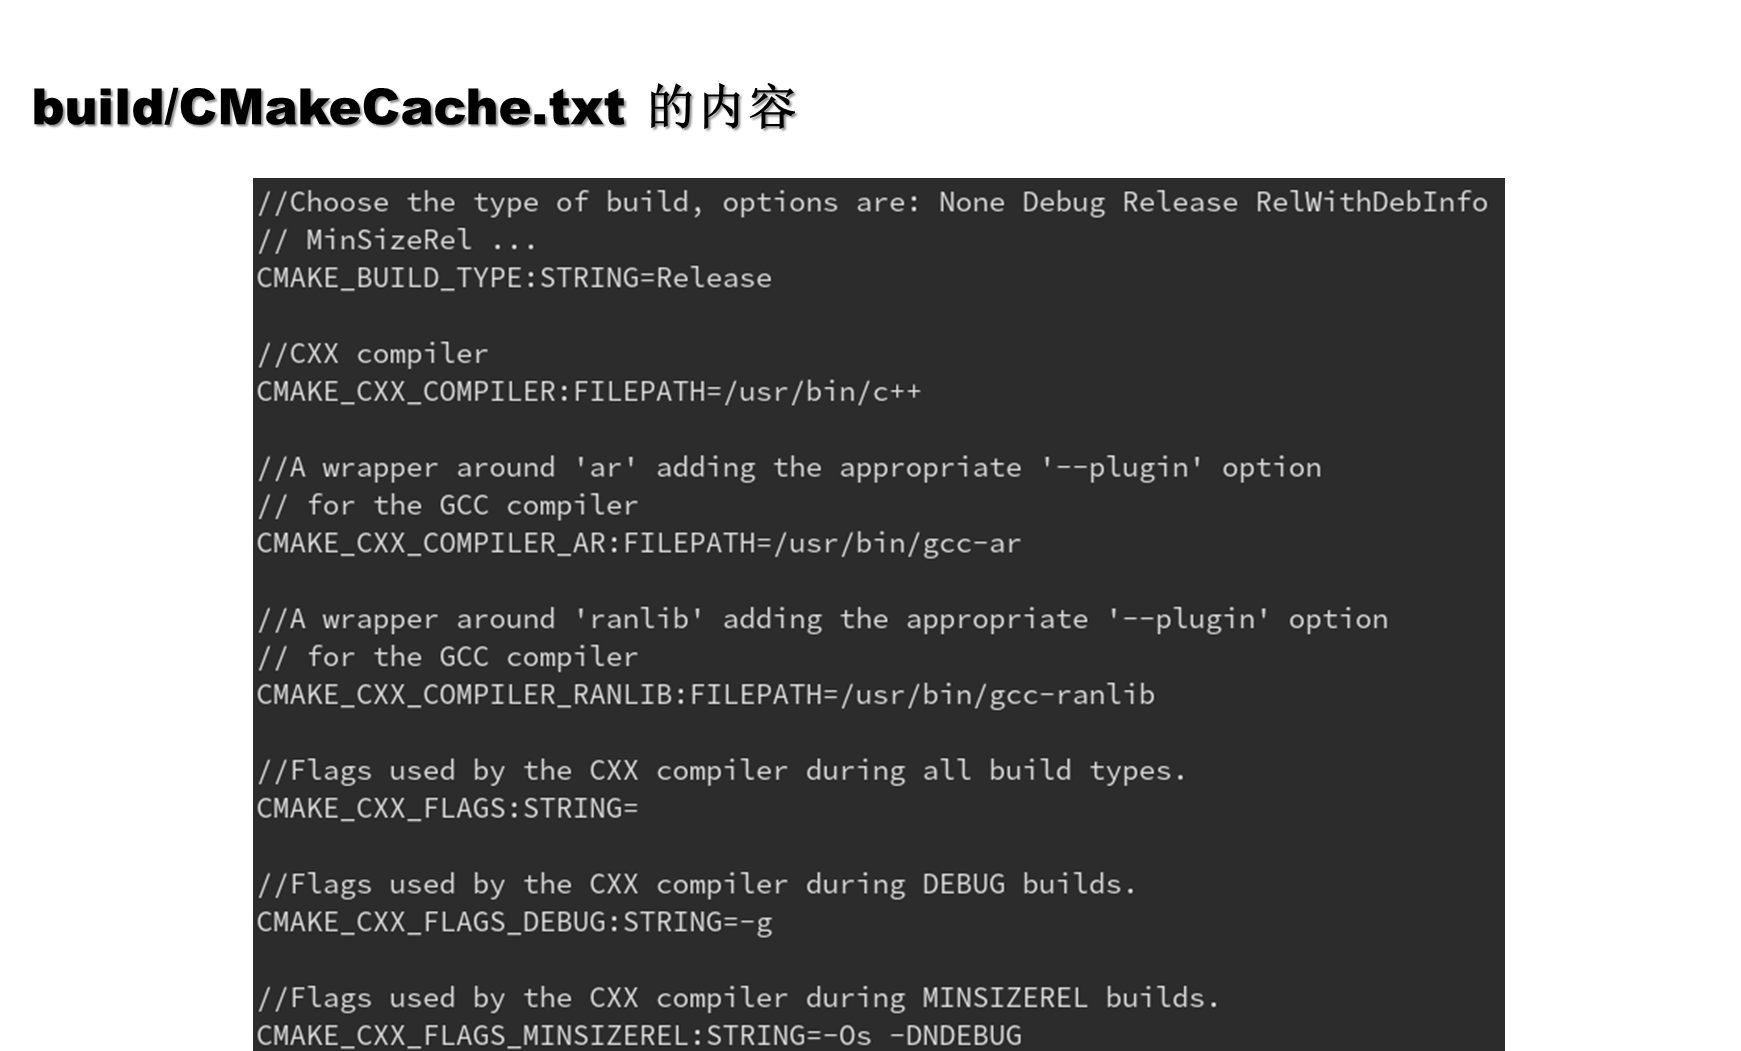 build/CMakeCache.txt 的内容
//Choose the type of build, options are: None Debug Release RelWithDebInfo
// MinSizeRel ...
CMAKE_BUILD_TYPE:STRING=Release
//CXX compiler
CMAKE_CXX_COMPILER:FILEPATH=/usr/bin/c++
//A wrapper around 'ar' adding the appropriate '--plugin' option
// for the GCC compiler
CMAKE_CXX_COMPILER_AR:FILEPATH=/usr/bin/gcc-ar
//A wrapper around 'ranlib' adding the appropriate '--plugin' option
// for the GCC compiler
CMAKE_CXX_COMPILER_RANLIB:FILEPATH=/usr/bin/gcc-ranlib
//Flags used by the CXX compiler during all build types.
CMAKE_CXX_FLAGS:STRING=
//Flags used by the CXX compiler during DEBUG builds.
CMAKE_CXX_FLAGS_DEBUG:STRING=-g
//Flags used by the CXX compiler during MINSIZEREL builds.
CMAKE_CXX_FLAGS_MINSIZEREL:STRING=-Os -DNDEBUG